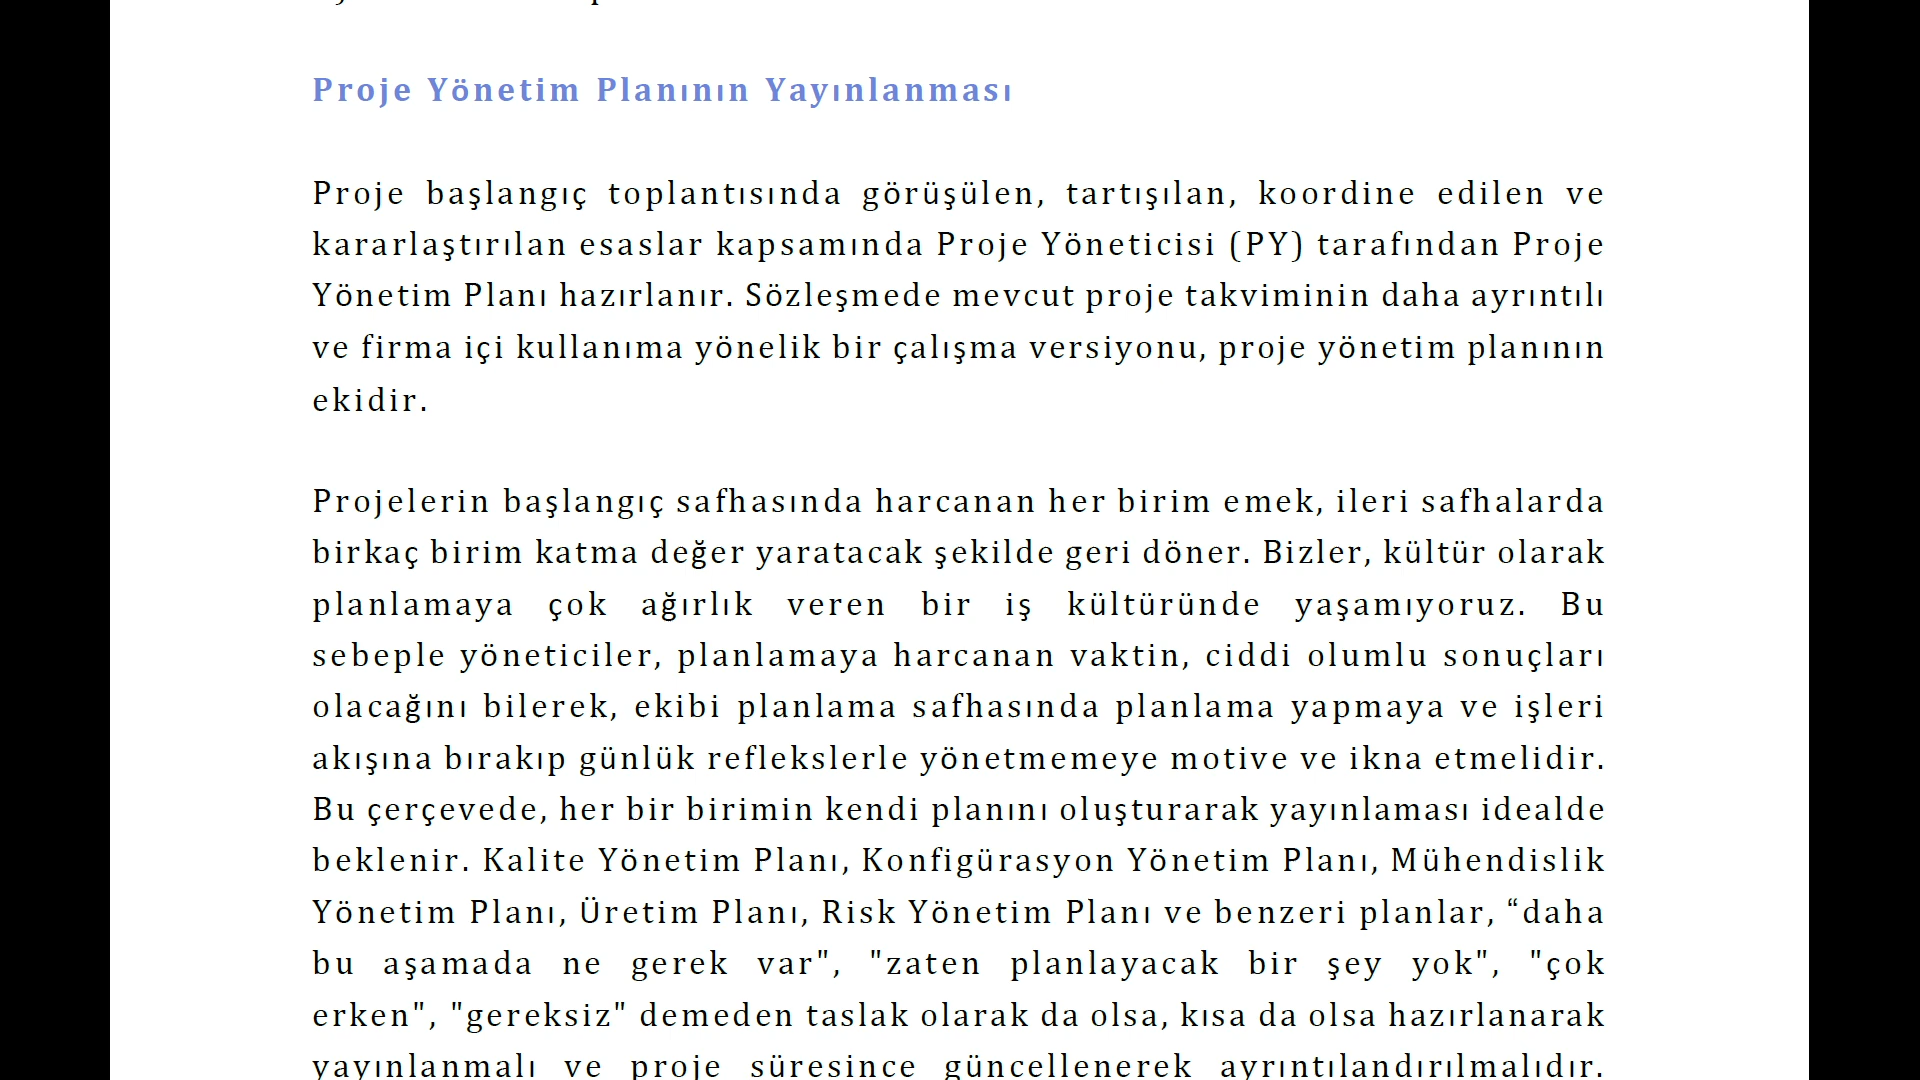 Proje Yönetim Planının Yayınlanması
Proje başlangıç toplantısında görüşülen, tartışılan, koordine edilen ve
kararlaştırılan esaslar kapsamında Proje Yöneticisi (PY) tarafından Proje
Yönetim Planı hazırlanır. Sözleşmede mevcut proje takviminin daha ayrıntılı
ve firma içi kullanıma yönelik bir çalışma versiyonu, proje yönetim planının
ekidir.
Projelerin başlangıç safhasında harcanan her birim emek, ileri safhalarda
birkaç birim katma değer yaratacak şekilde geri döner. Bizler, kültür olarak
planlamaya çok ağırlık veren bir iş kültüründe yaşamıyoruz. Bu
sebeple yöneticiler, planlamaya harcanan vaktin, ciddi olumlu sonuçları
olacağını bilerek, ekibi planlama safhasında planlama yapmaya ve işleri
akışına bırakıp günlük reflekslerle yönetmemeye motive ve ikna etmelidir.
Bu çerçevede, her bir birimin kendi planını oluşturarak yayınlaması idealde
beklenir. Kalite Yönetim Planı, Konfigürasyon Yönetim Planı, Mühendislik
Yönetim Planı, Üretim Planı, Risk Yönetim Planı ve benzeri planlar, “daha
bu aşamada ne gerek var", "zaten planlayacak bir şey yok", "çok
erken", "gereksiz" demeden taslak olarak da olsa, kısa da olsa hazırlanarak
yayınlanmalı ve proje süresince güncellenerek ayrıntılandırılmalıdır.